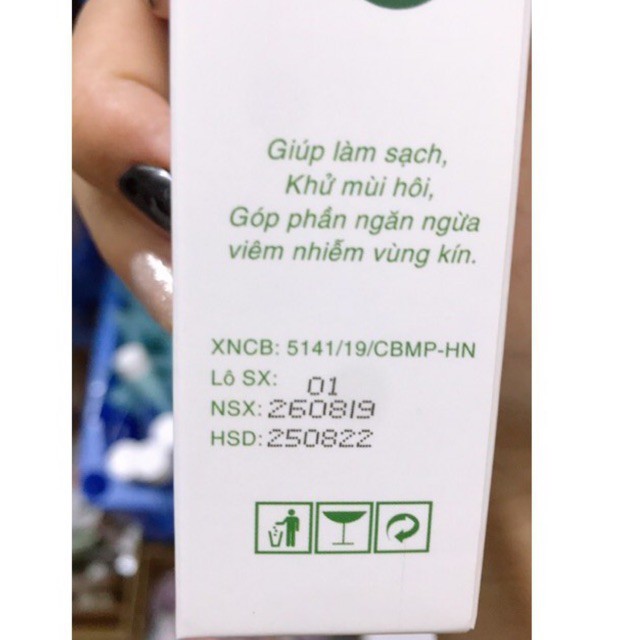 Giúp làm sạch,
Khử mùi hôi,
Góp phần ngăn ngừa
viêm nhiễm vùng kín.
XNCB: 5141/19/CBMP-HN
Lô SX: 01
NSX: 260819
HSD: 250822